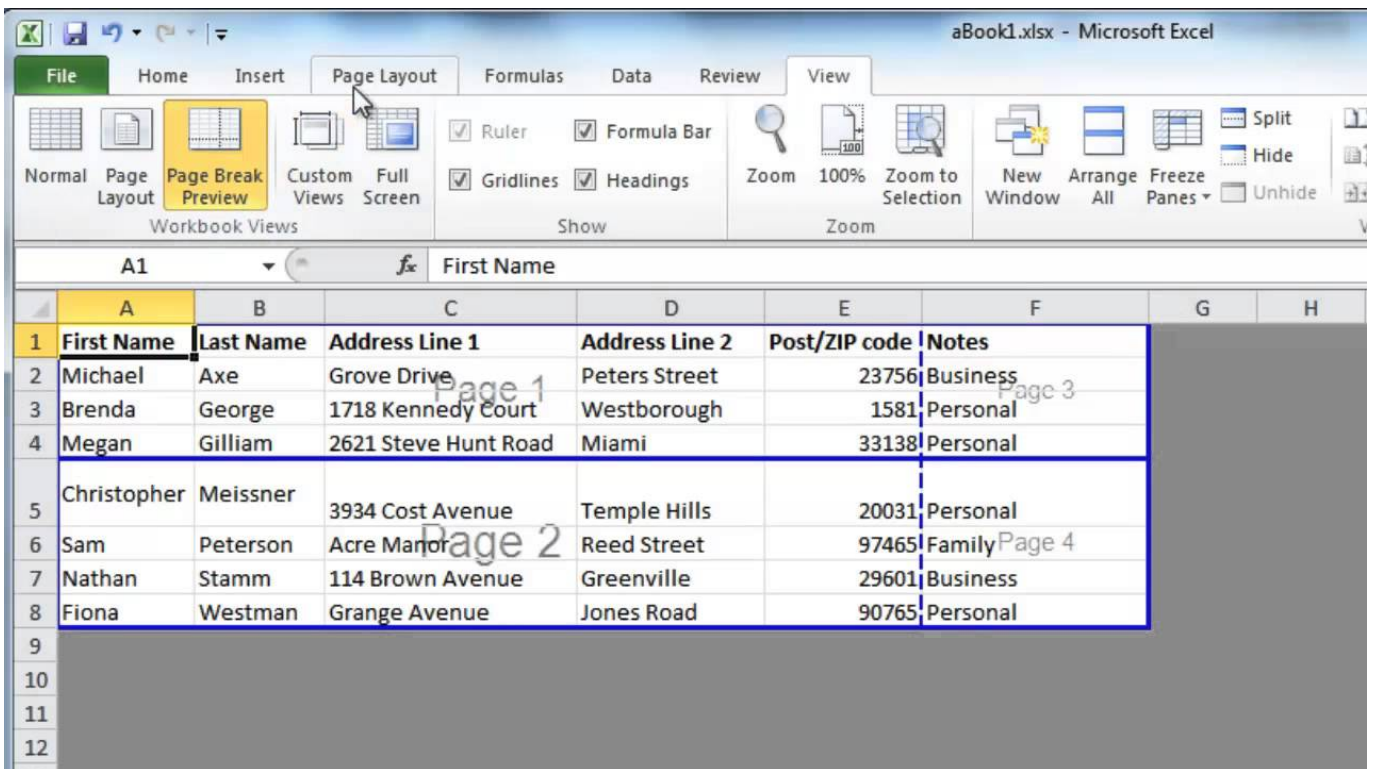 aBook1.xlsx - Microsoft Excel
File Home Insert Page Layout Formulas Data Review View
Ruler Formula Bar Split
Hide
Normal Page Layout Page Break Preview Custom Views Full Screen Gridlines Headings Zoom 100% Zoom to Selection New Window Arrange All Freeze Panes Unhide
Workbook Views Show Zoom
A1 fx First Name
A B C D E F G H
1 First Name Last Name Address Line 1 Address Line 2 Post/ZIP code Notes
2 Michael Axe Grove Drive Peters Street 23756 Business
Page 1 Page 3
3 Brenda George 1718 Kennedy Court Westborough 1581 Personal
4 Megan Gilliam 2621 Steve Hunt Road Miami 33138 Personal
5 Christopher Meissner 3934 Cost Avenue Temple Hills 20031 Personal
6 Sam Peterson Acre Manor Reed Street 97465 Family
Page 2 Page 4
7 Nathan Stamm 114 Brown Avenue Greenville 29601 Business
8 Fiona Westman Grange Avenue Jones Road 90765 Personal
9
10
11
12